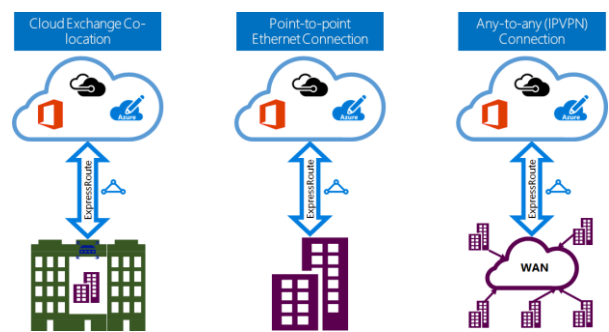 Cloud Exchange Co-
location
Azure
ExpressRoute
Point-to-point
Ethernet Connection
Azure
ExpressRoute
Any-to-any (IPVPN)
Connection
Azure
ExpressRoute
WAN